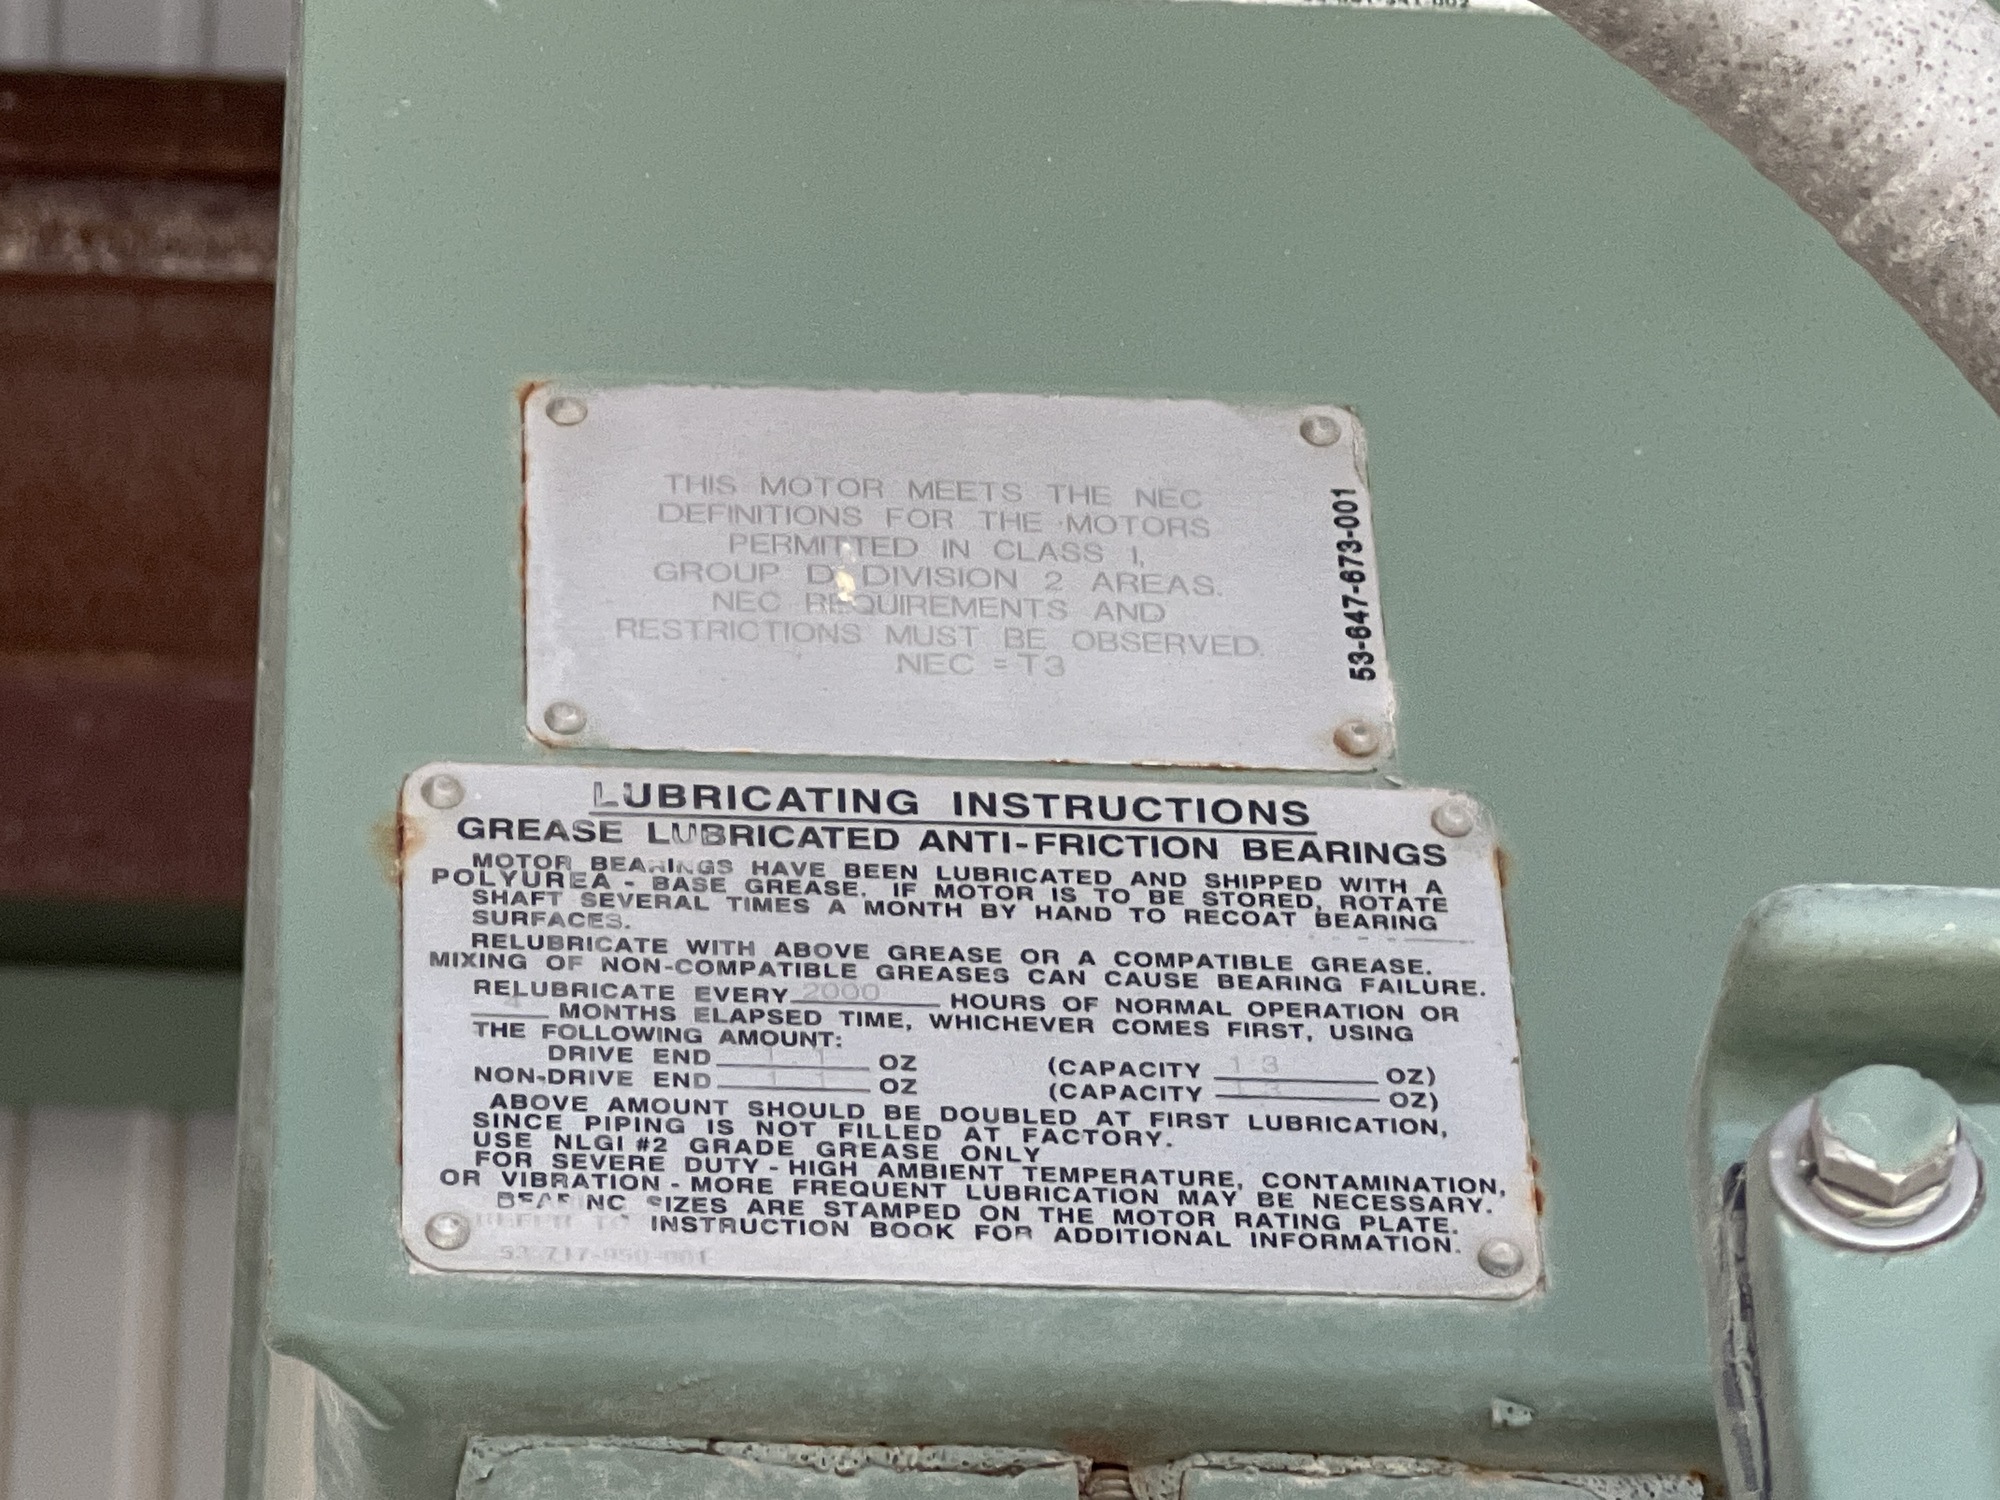 THIS MOTOR MEETS THE NEC
DEFINITIONS FOR THE MOTORS
PERMITTED IN CLASS I,
GROUP D, DIVISION 2 AREAS.
NEC REQUIREMENTS AND
RESTRICTIONS MUST BE OBSERVED.
NEC = T3
53-647-673-001
LUBRICATING INSTRUCTIONS
GREASE LUBRICATED ANTI-FRICTION BEARINGS
MOTOR BEARINGS HAVE BEEN LUBRICATED AND SHIPPED WITH A
POLYUREA - BASE GREASE. IF MOTOR IS TO BE STORED, ROTATE
SHAFT SEVERAL TIMES A MONTH BY HAND TO RECOAT BEARING
SURFACES.
RELUBRICATE WITH ABOVE GREASE OR A COMPATIBLE GREASE.
MIXING OF NON-COMPATIBLE GREASES CAN CAUSE BEARING FAILURE.
RELUBRICATE EVERY 2000 HOURS OF NORMAL OPERATION OR
MONTHS ELAPSED TIME, WHICHEVER COMES FIRST, USING
THE FOLLOWING AMOUNT:
DRIVE END OZ (CAPACITY 13 OZ)
NON-DRIVE END OZ (CAPACITY OZ)
ABOVE AMOUNT SHOULD BE DOUBLED AT FIRST LUBRICATION,
SINCE PIPING IS NOT FILLED AT FACTORY.
USE NLGI #2 GRADE GREASE ONLY
FOR SEVERE DUTY - HIGH AMBIENT TEMPERATURE, CONTAMINATION,
OR VIBRATION - MORE FREQUENT LUBRICATION MAY BE NECESSARY.
BEARING SIZES ARE STAMPED ON THE MOTOR RATING PLATE.
REFER TO INSTRUCTION BOOK FOR ADDITIONAL INFORMATION.